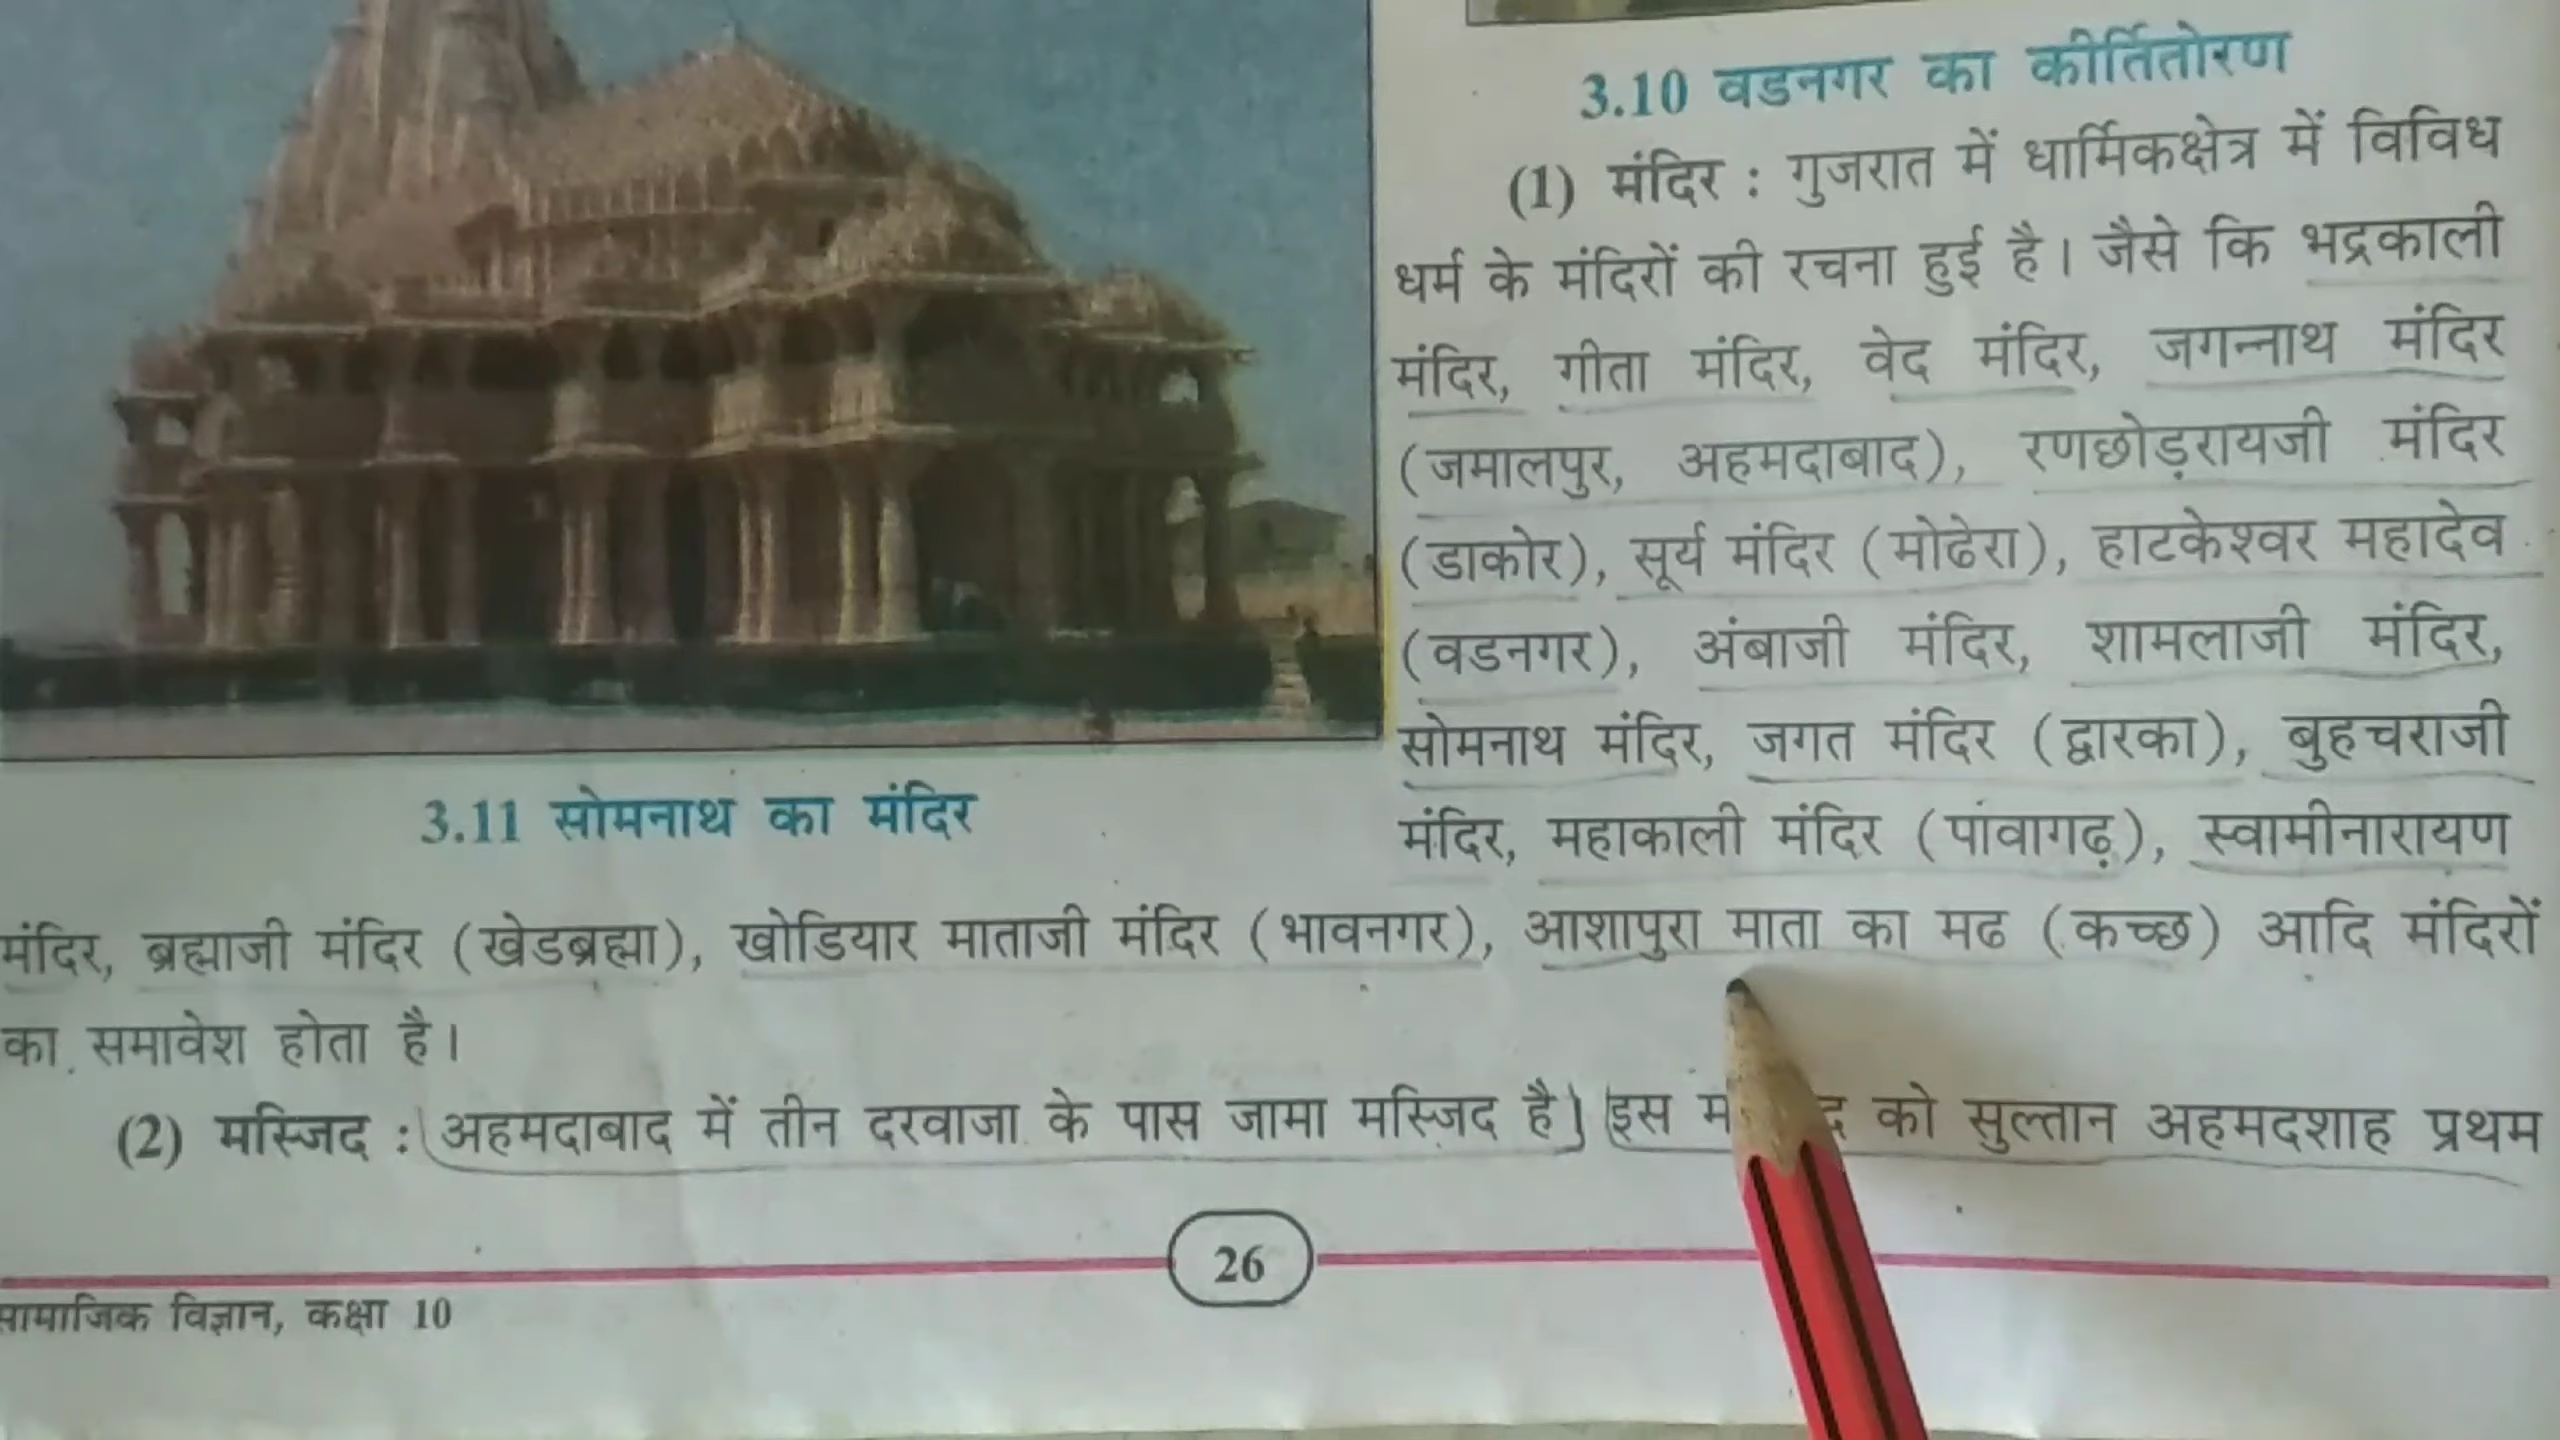 3.10 वडनगर का कीर्तितोरण
(1) मंदिर : गुजरात में धार्मिकक्षेत्र में विविध
धर्म के मंदिरों की रचना हुई है। जैसे कि भद्रकाली
मंदिर, गीता मंदिर, वेद मंदिर, जगन्नाथ मंदिर
(जमालपुर, अहमदाबाद), रणछोड़रायजी मंदिर
(डाकोर), सूर्य मंदिर (मोढेरा), हाटकेश्वर महादेव
(वडनगर), अंबाजी मंदिर, शामलाजी मंदिर,
सोमनाथ मंदिर, जगत मंदिर (द्वारका), बुहचराजी
मंदिर, महाकाली मंदिर (पांवागढ़), स्वामीनारायण
3.11 सोमनाथ का मंदिर
मंदिर, ब्रह्माजी मंदिर (खेडब्रह्मा), खोडियार माताजी मंदिर (भावनगर), आशापुरा माता का मढ (कच्छ) आदि मंदिरों
का समावेश होता है।
(2) मस्जिद : अहमदाबाद में तीन दरवाजा के पास जामा मस्जिद है। इस को सुल्तान अहमदशाह प्रथम
26
सामाजिक विज्ञान, कक्षा 10